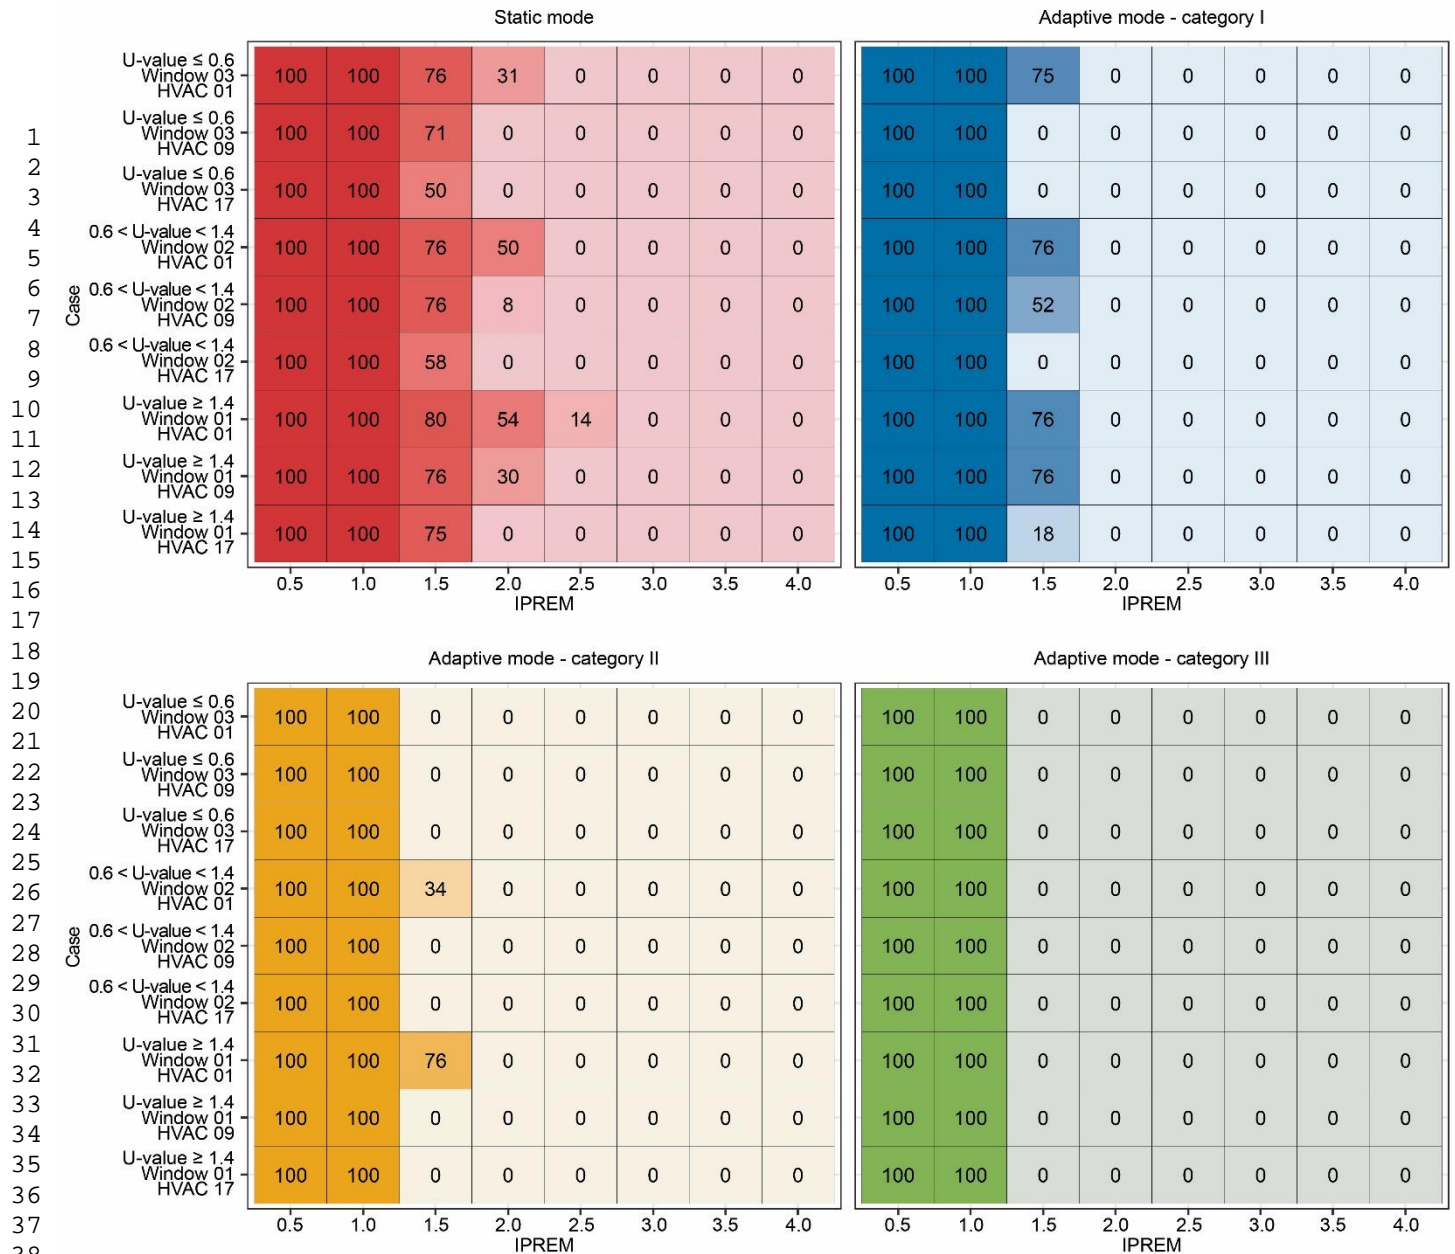 Static mode
Adaptive mode - category I
U-value ≤ 0.6
Window 03
HVAC 01
100 100 76 31 0 0 0 0
100 100 75 0 0 0 0 0
U-value ≤ 0.6
Window 03
HVAC 09
100 100 71 0 0 0 0 0
100 100 0 0 0 0 0 0
U-value ≤ 0.6
Window 03
HVAC 17
100 100 50 0 0 0 0 0
100 100 0 0 0 0 0 0
0.6 < U-value < 1.4
Window 02
HVAC 01
100 100 76 50 0 0 0 0
100 100 76 0 0 0 0 0
0.6 < U-value < 1.4
Window 02
HVAC 09
100 100 76 8 0 0 0 0
100 100 52 0 0 0 0 0
0.6 < U-value < 1.4
Window 02
HVAC 17
100 100 58 0 0 0 0 0
100 100 0 0 0 0 0 0
U-value ≥ 1.4
Window 01
HVAC 01
100 100 80 54 14 0 0 0
100 100 76 0 0 0 0 0
U-value ≥ 1.4
Window 01
HVAC 09
100 100 76 30 0 0 0 0
100 100 76 0 0 0 0 0
U-value ≥ 1.4
Window 01
HVAC 17
100 100 75 0 0 0 0 0
100 100 18 0 0 0 0 0
Case
0.5 1.0 1.5 2.0 2.5 3.0 3.5 4.0
IPREM
0.5 1.0 1.5 2.0 2.5 3.0 3.5 4.0
IPREM
Adaptive mode - category II
Adaptive mode - category III
U-value ≤ 0.6
Window 03
HVAC 01
100 100 0 0 0 0 0 0
100 100 0 0 0 0 0 0
U-value ≤ 0.6
Window 03
HVAC 09
100 100 0 0 0 0 0 0
100 100 0 0 0 0 0 0
U-value ≤ 0.6
Window 03
HVAC 17
100 100 0 0 0 0 0 0
100 100 0 0 0 0 0 0
0.6 < U-value < 1.4
Window 02
HVAC 01
100 100 34 0 0 0 0 0
100 100 0 0 0 0 0 0
0.6 < U-value < 1.4
Window 02
HVAC 09
100 100 0 0 0 0 0 0
100 100 0 0 0 0 0 0
0.6 < U-value < 1.4
Window 02
HVAC 17
100 100 0 0 0 0 0 0
100 100 0 0 0 0 0 0
U-value ≥ 1.4
Window 01
HVAC 01
100 100 76 0 0 0 0 0
100 100 0 0 0 0 0 0
U-value ≥ 1.4
Window 01
HVAC 09
100 100 0 0 0 0 0 0
100 100 0 0 0 0 0 0
U-value ≥ 1.4
Window 01
HVAC 17
100 100 0 0 0 0 0 0
100 100 0 0 0 0 0 0
Case
0.5 1.0 1.5 2.0 2.5 3.0 3.5 4.0
IPREM
0.5 1.0 1.5 2.0 2.5 3.0 3.5 4.0
IPREM
1
2
3
4
5
6
7
8
9
10
11
12
13
14
15
16
17
18
19
20
21
22
23
24
25
26
27
28
29
30
31
32
33
34
35
36
37
38